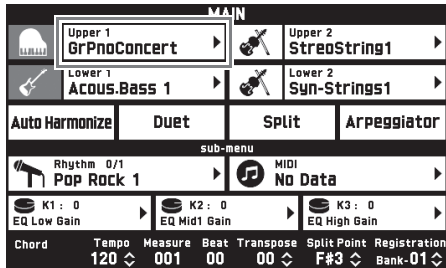 MAIN
Upper 1
GrPnoConcert
Upper 2
StreoString1
Lower 1
Acous.Bass 1
Lower 2
Syn-Strings1
Auto Harmonize Duet Split Arpeggiator
sub-menu
Rhythm 0/1
Pop Rock 1
MIDI
No Data
K1 : 0
EQ Low Gain
K2 : 0
EQ Mid1 Gain
K3 : 0
EQ High Gain
Chord Tempo Measure Beat Transpose Split Point Registration
120 001 00 00 F#3 Bank-01